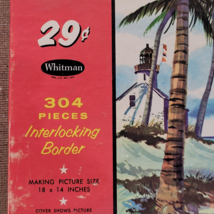 29¢
Whitman
304
PIECES
Interlocking
Border
MAKING PICTURE SIZE
18 x 14 INCHES
COVER SHOWS PICTURE